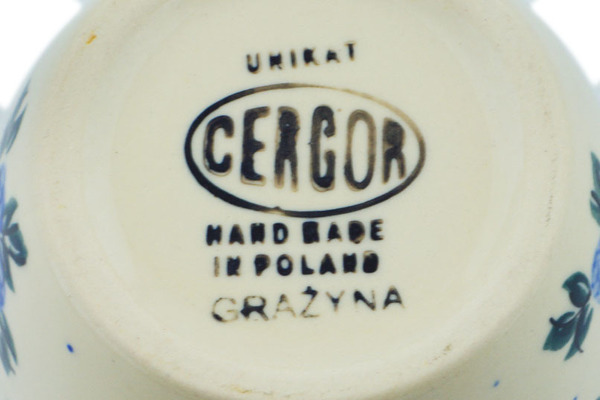 UNIKAT
CERGOR
HAND MADE
IN POLAND
GRAŻYNA